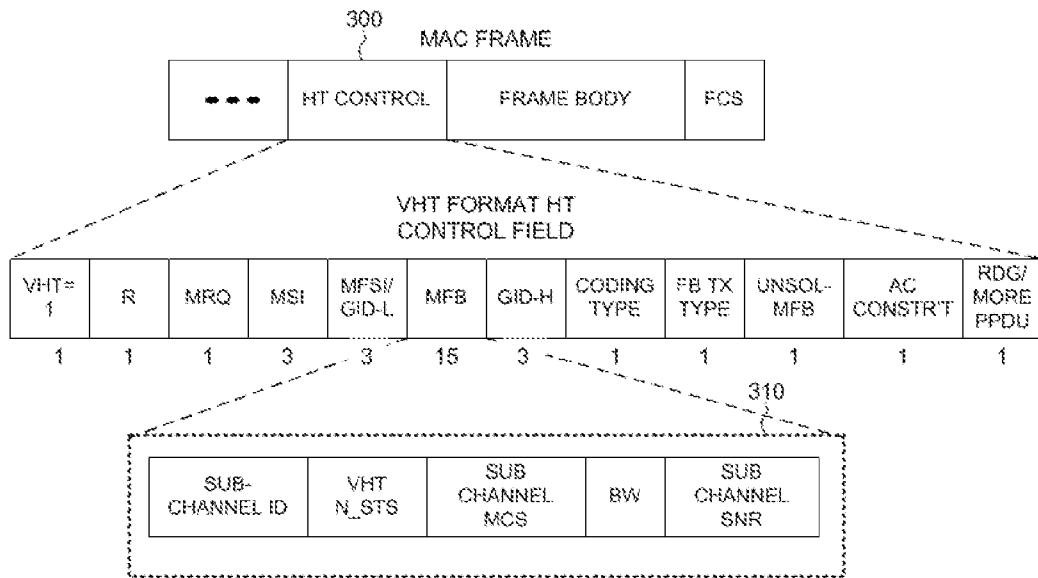 300
MAC FRAME
HT CONTROL
FRAME BODY
FCS
VHT FORMAT HT
CONTROL FIELD
VHT=
1
R
MRQ
MSI
MFSI/
GID-L
MFB
GID-H
CODING
TYPE
FB TX
TYPE
UNSOL-
MFB
AC
CONSTR'T
RDG/
MORE
PPDU
1 1 1 3 3 15 3 1 1 1 1 1
310
SUB-
CHANNEL ID
VHT
N_STS
SUB
CHANNEL
MCS
BW
SUB
CHANNEL
SNR